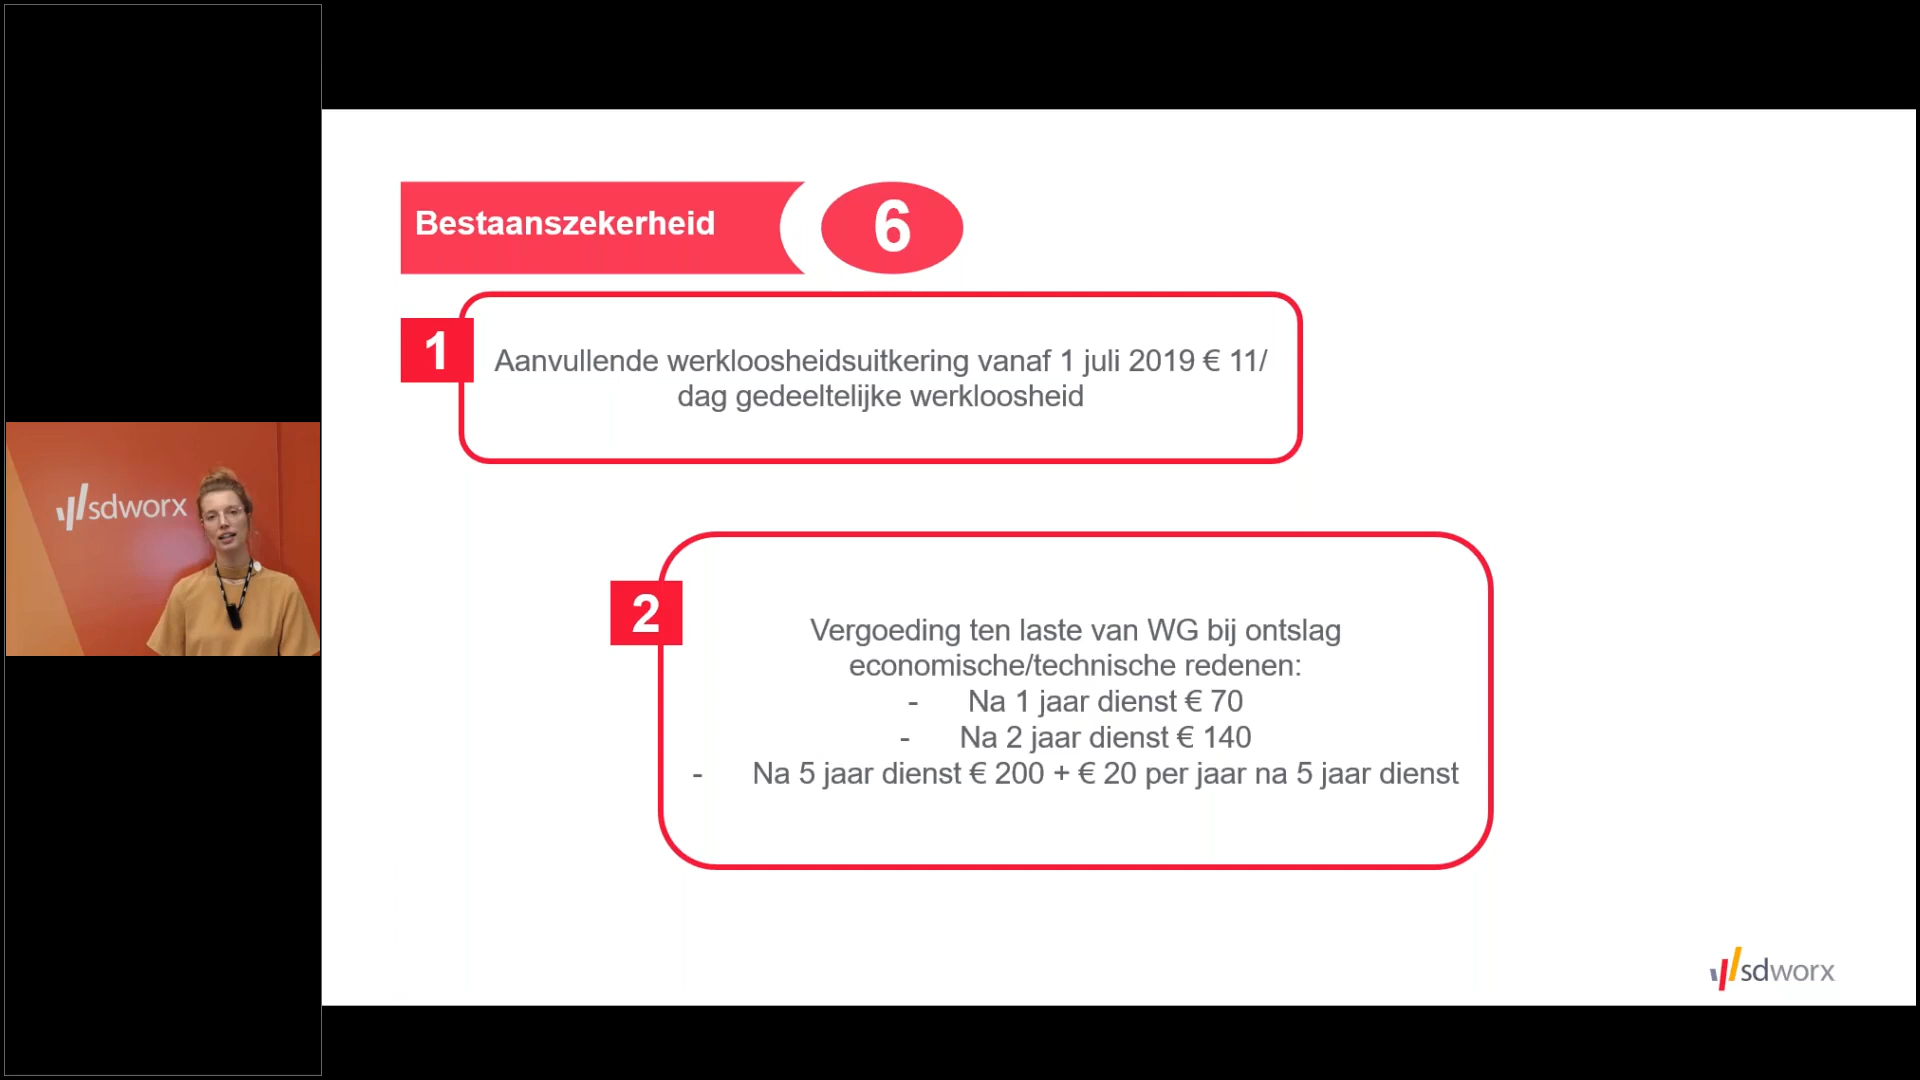 Bestaanszekerheid
6
1
Aanvullende werkloosheidsuitkering vanaf 1 juli 2019 € 11/
dag gedeeltelijke werkloosheid
sdworx
2
Vergoeding ten laste van WG bij ontslag
economische/technische redenen:
- Na 1 jaar dienst € 70
- Na 2 jaar dienst € 140
- Na 5 jaar dienst € 200 + € 20 per jaar na 5 jaar dienst
sdworx